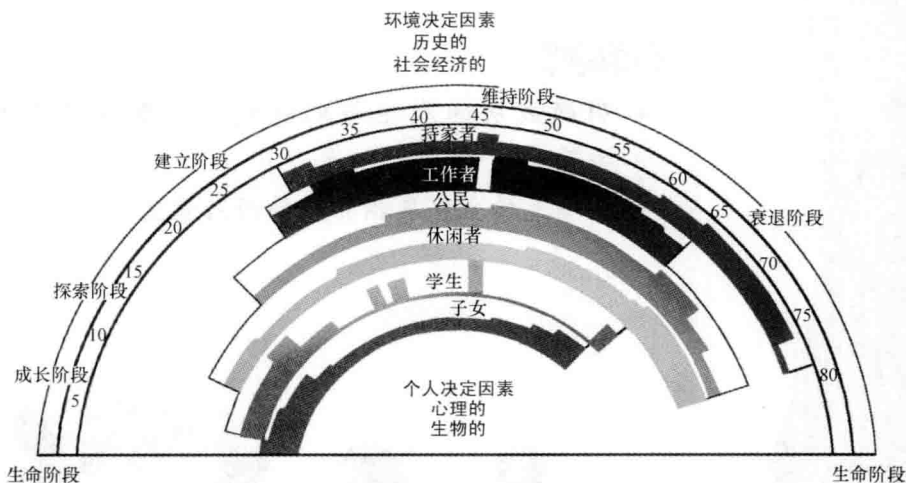 环境决定因素
历史的
社会经济的
维持阶段
45
40
50
35
持家者
55
建立阶段
30
60
工作者
25
公民
65
衰退阶段
20
休闲者
70
15
学生
探索阶段
子女
75
10
成长阶段
80
5
个人决定因素
心理的
生物的
生命阶段
生命阶段